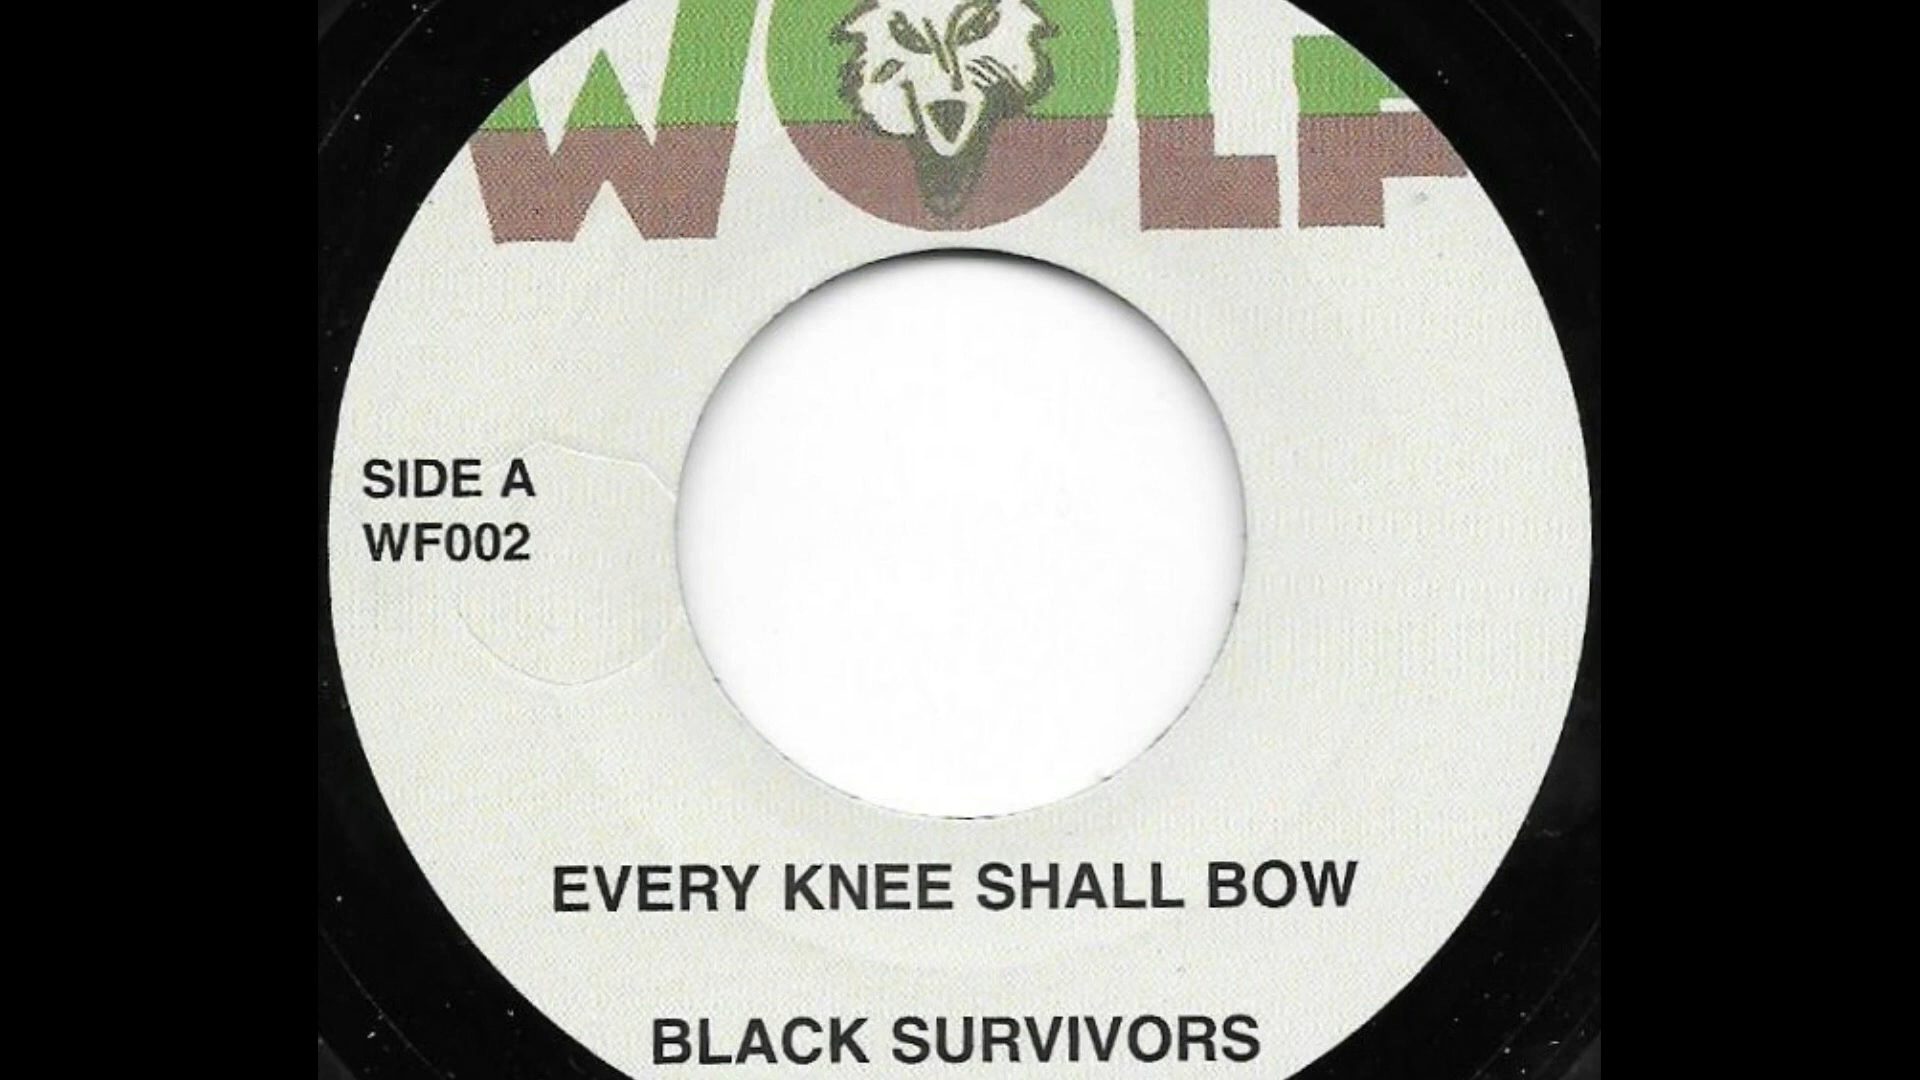 WOLF
SIDE A
WF002
EVERY KNEE SHALL BOW
BLACK SURVIVORS